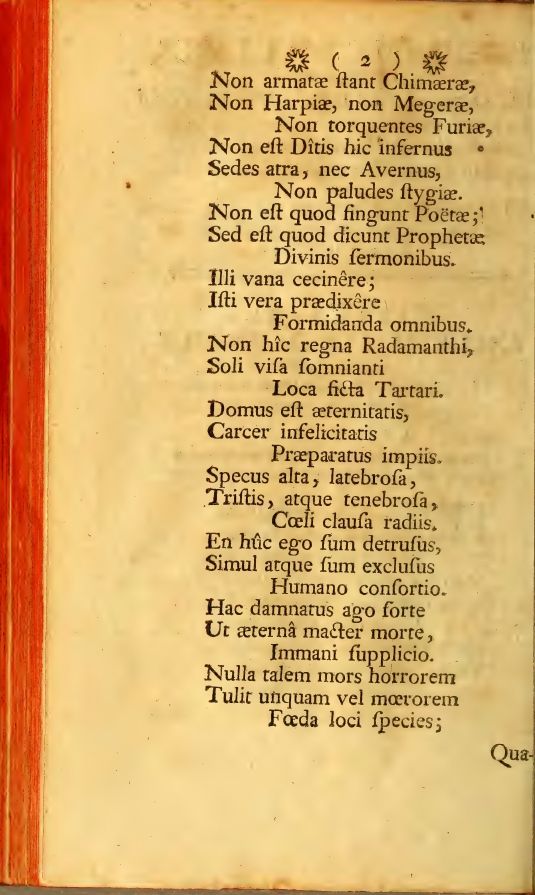 ( 2 )
Non armatæ ſtant Chimæræ,
Non Harpiæ, non Megeræ,
Non torquentes Furiæ,
Non eſt Dîtis hic infernus
Sedes atra, nec Avernus,
Non paludes ſtygiæ.
Non eſt quod fingunt Poëtæ;
Sed eſt quod dicunt Prophetæ
Divinis ſermonibus.
Illi vana cecinêre;
Iſti vera prædixêre
Formidanda omnibus.
Non hîc regna Radamanthi,
Soli viſa ſomnianti
Loca ficta Tartari.
Domus eſt æternitatis,
Carcer infelicitatis
Præparatus impiis.
Specus alta, latebroſa,
Triſtis, atque tenebroſa,
Cœli clauſa radiis.
En hûc ego ſum detruſus,
Simul atque ſum excluſus
Humano conſortio.
Hac damnatus ago ſorte
Ut æternâ macter morte,
Immani ſupplicio.
Nulla talem mors horrorem
Tulit unquam vel mœrorem
Fœda loci ſpecies;
Qua-